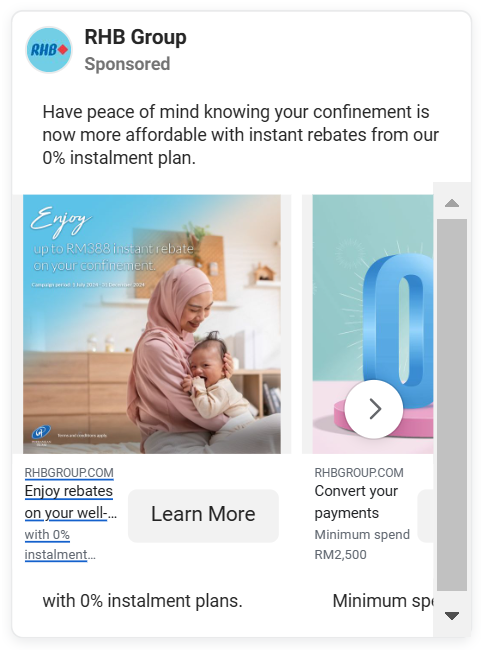 RHB
RHB Group
Sponsored
Have peace of mind knowing your confinement is
now more affordable with instant rebates from our
0% instalment plan.
Enjoy
up to RM388 instant rebate
on your confinement.
Campaign period: 1 July 2024 - 31 December 2024
Terms and conditions apply.
0
RHBGROUP.COM
Enjoy rebates
on your well-...
with 0%
instalment...
Learn More
RHBGROUP.COM
Convert your
payments
Minimum spend
RM2,500
with 0% instalment plans.
Minimum spe